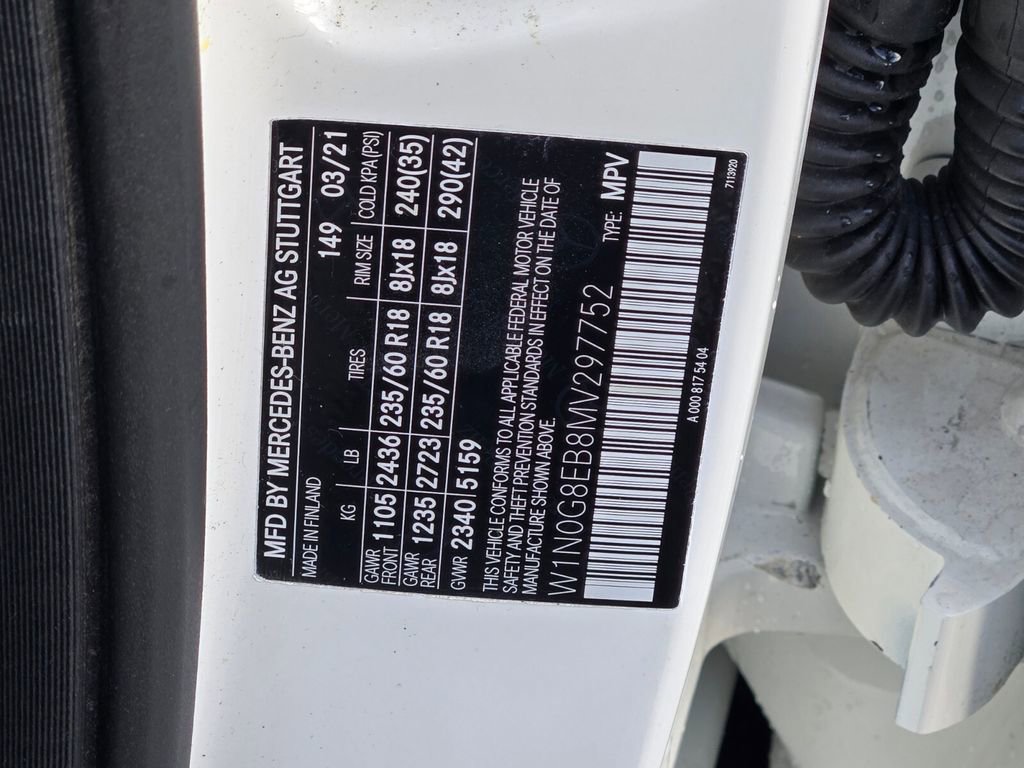 MFD BY MERCEDES-BENZ AG STUTTGART
MADE IN FINLAND 149 03/21
KG LB TIRES RIM SIZE COLD KPA (PSI)
GAWR FRONT 1105 2436 235/60 R18 8Jx18 240(35)
GAWR REAR 1235 2723 235/60 R18 8Jx18 290(42)
GVWR 2340 5159
THIS VEHICLE CONFORMS TO ALL APPLICABLE FEDERAL MOTOR VEHICLE
SAFETY AND THEFT PREVENTION STANDARDS IN EFFECT ON THE DATE OF
MANUFACTURE SHOWN ABOVE.
W1N0G8EB8MV297752 TYPE: MPV
A 000 817 54 04 7113920